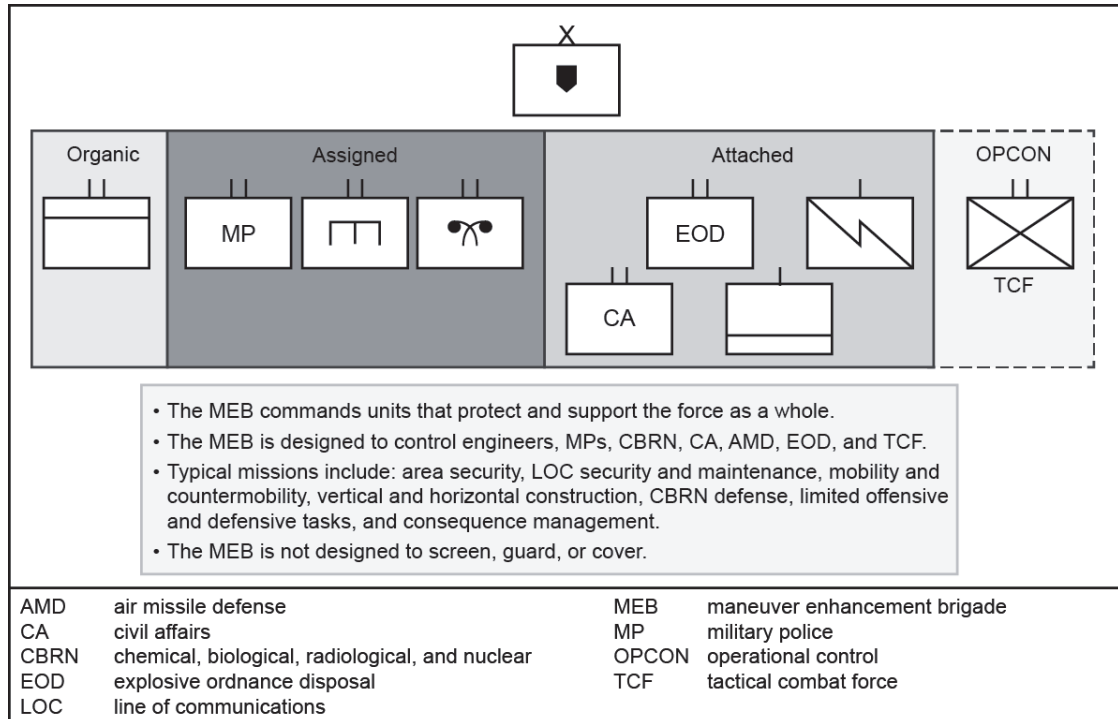 X
Organic
Assigned
Attached
OPCON
MP
EOD
TCF
CA
• The MEB commands units that protect and support the force as a whole.
• The MEB is designed to control engineers, MPs, CBRN, CA, AMD, EOD, and TCF.
• Typical missions include: area security, LOC security and maintenance, mobility and
countermobility, vertical and horizontal construction, CBRN defense, limited offensive
and defensive tasks, and consequence management.
• The MEB is not designed to screen, guard, or cover.
AMD air missile defense
CA civil affairs
CBRN chemical, biological, radiological, and nuclear
EOD explosive ordnance disposal
LOC line of communications
MEB maneuver enhancement brigade
MP military police
OPCON operational control
TCF tactical combat force